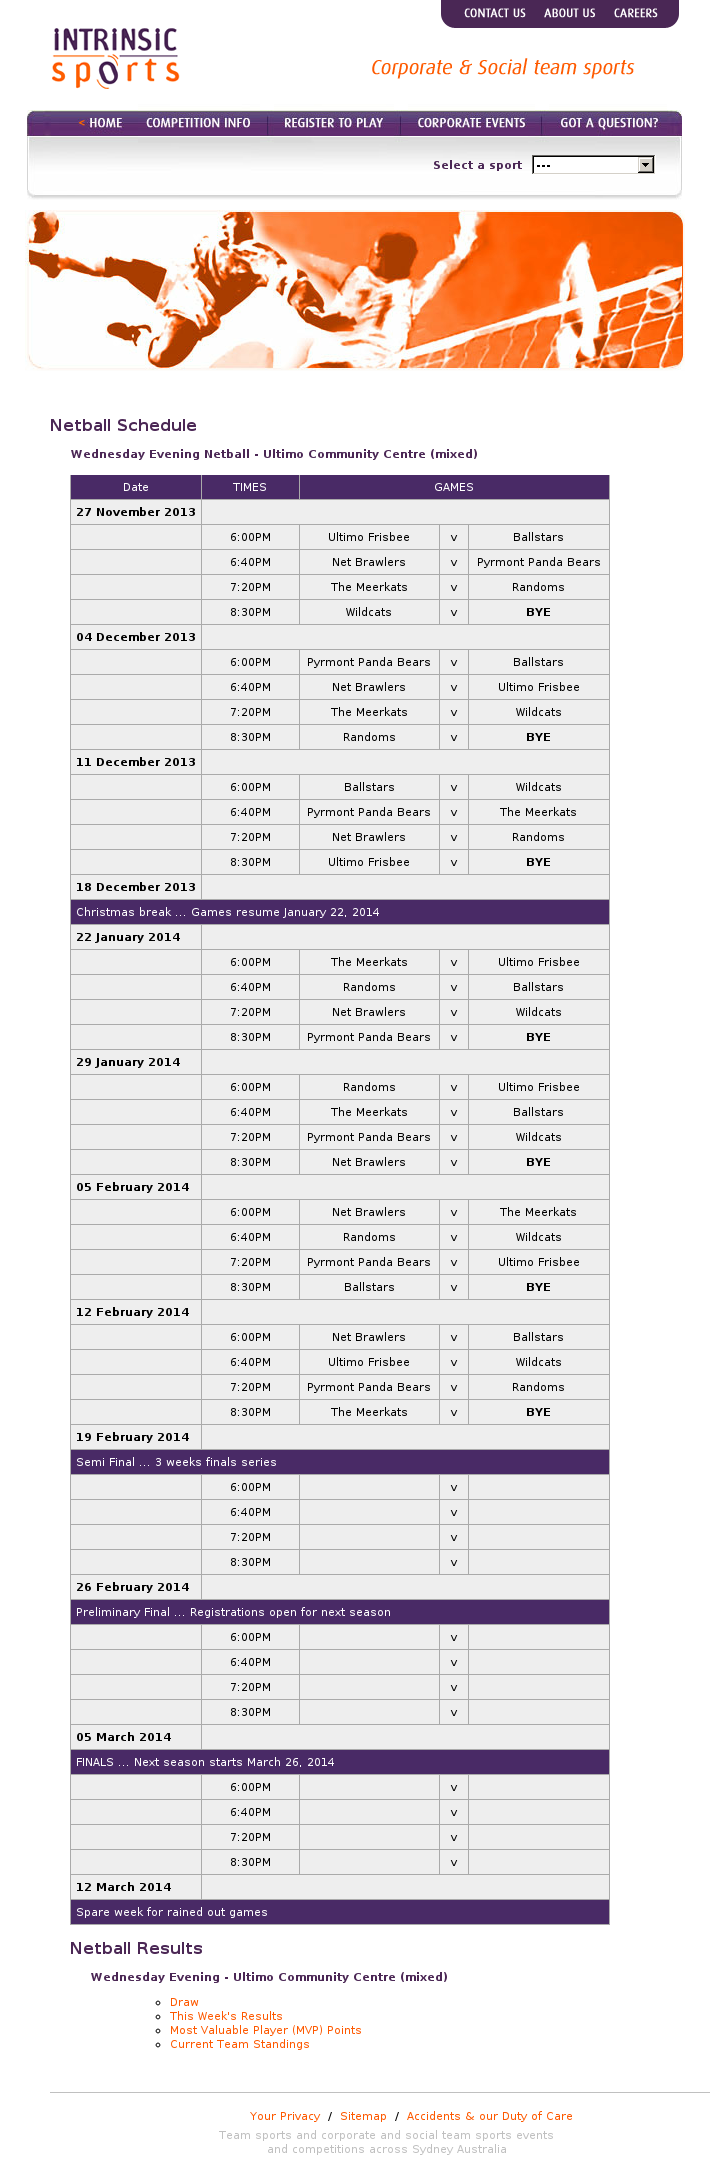 CONTACT US ABOUT US CAREERS
INTRINSIC
sports
Corporate & Social team sports
< HOME COMPETITION INFO REGISTER TO PLAY CORPORATE EVENTS GOT A QUESTION?
Select a sport ---
Netball Schedule
Wednesday Evening Netball - Ultimo Community Centre (mixed)
Date TIMES GAMES
27 November 2013
6:00PM Ultimo Frisbee v Ballstars
6:40PM Net Brawlers v Pyrmont Panda Bears
7:20PM The Meerkats v Randoms
8:30PM Wildcats v BYE
04 December 2013
6:00PM Pyrmont Panda Bears v Ballstars
6:40PM Net Brawlers v Ultimo Frisbee
7:20PM The Meerkats v Wildcats
8:30PM Randoms v BYE
11 December 2013
6:00PM Ballstars v Wildcats
6:40PM Pyrmont Panda Bears v The Meerkats
7:20PM Net Brawlers v Randoms
8:30PM Ultimo Frisbee v BYE
18 December 2013
Christmas break ... Games resume January 22, 2014
22 January 2014
6:00PM The Meerkats v Ultimo Frisbee
6:40PM Randoms v Ballstars
7:20PM Net Brawlers v Wildcats
8:30PM Pyrmont Panda Bears v BYE
29 January 2014
6:00PM Randoms v Ultimo Frisbee
6:40PM The Meerkats v Ballstars
7:20PM Pyrmont Panda Bears v Wildcats
8:30PM Net Brawlers v BYE
05 February 2014
6:00PM Net Brawlers v The Meerkats
6:40PM Randoms v Wildcats
7:20PM Pyrmont Panda Bears v Ultimo Frisbee
8:30PM Ballstars v BYE
12 February 2014
6:00PM Net Brawlers v Ballstars
6:40PM Ultimo Frisbee v Wildcats
7:20PM Pyrmont Panda Bears v Randoms
8:30PM The Meerkats v BYE
19 February 2014
Semi Final ... 3 weeks finals series
6:00PM v
6:40PM v
7:20PM v
8:30PM v
26 February 2014
Preliminary Final ... Registrations open for next season
6:00PM v
6:40PM v
7:20PM v
8:30PM v
05 March 2014
FINALS ... Next season starts March 26, 2014
6:00PM v
6:40PM v
7:20PM v
8:30PM v
12 March 2014
Spare week for rained out games
Netball Results
Wednesday Evening - Ultimo Community Centre (mixed)
Draw
This Week's Results
Most Valuable Player (MVP) Points
Current Team Standings
Your Privacy / Sitemap / Accidents & our Duty of Care
Team sports and corporate and social team sports events
and competitions across Sydney Australia